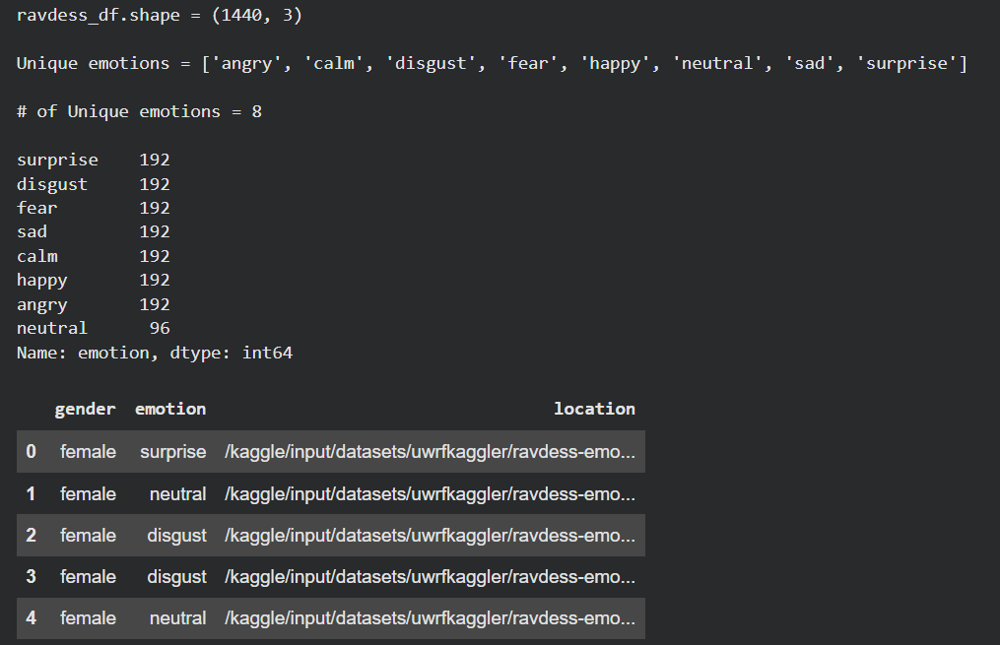 ravdess_df.shape = (1440, 3)
Unique emotions = ['angry', 'calm', 'disgust', 'fear', 'happy', 'neutral', 'sad', 'surprise']
# of Unique emotions = 8
surprise 192
disgust 192
fear 192
sad 192
calm 192
happy 192
angry 192
neutral 96
Name: emotion, dtype: int64
gender emotion location
0 female surprise /kaggle/input/datasets/uwrfkaggler/ravdess-emo...
1 female neutral /kaggle/input/datasets/uwrfkaggler/ravdess-emo...
2 female disgust /kaggle/input/datasets/uwrfkaggler/ravdess-emo...
3 female disgust /kaggle/input/datasets/uwrfkaggler/ravdess-emo...
4 female neutral /kaggle/input/datasets/uwrfkaggler/ravdess-emo...